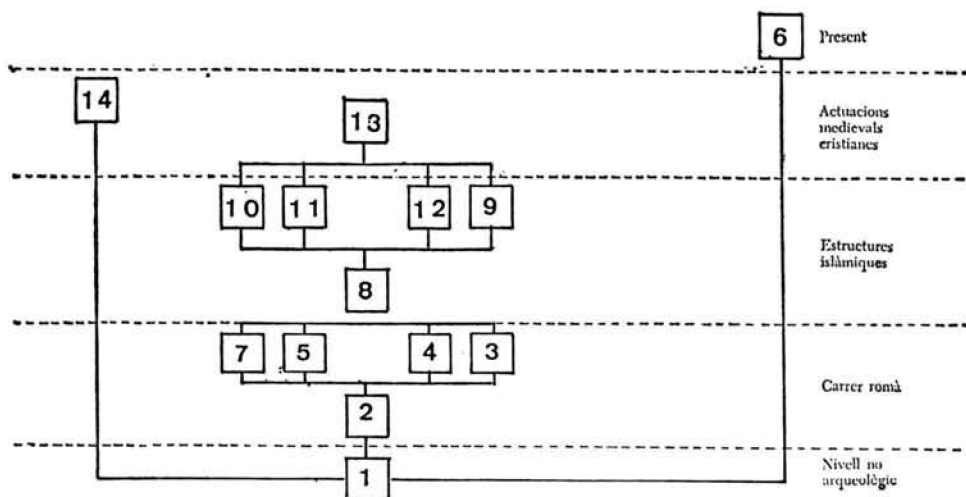 6
Present
14
13
Actuacions
medievals
cristianes
10 11 12 9
Estructures
islàmiques
8
7 5 4 3
Carrer romà
2
1
Nivell no
arqueològic